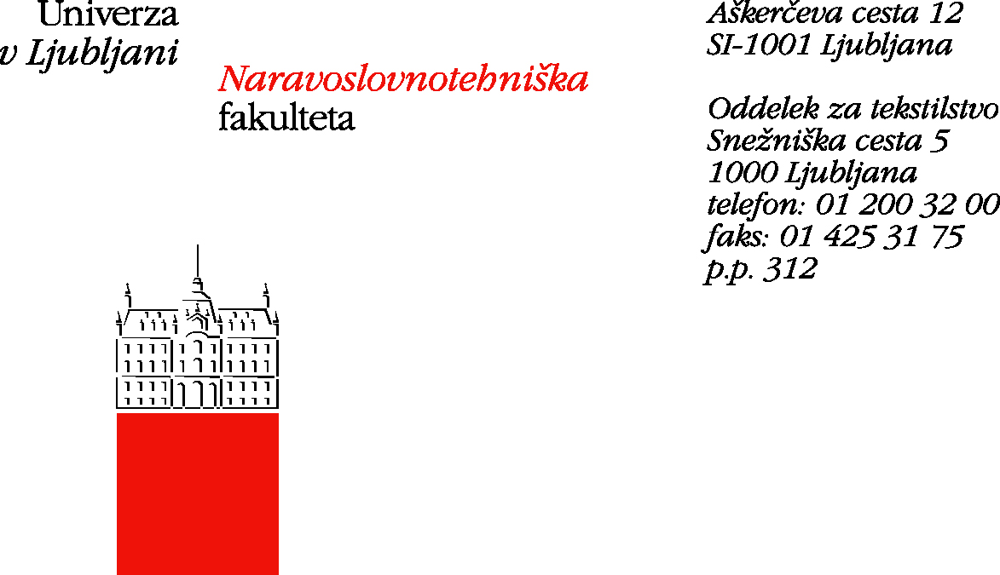 Univerza
v Ljubljani
Naravoslovnotehniška
fakulteta
Aškerčeva cesta 12
SI-1001 Ljubljana
Oddelek za tekstilstvo
Snežniška cesta 5
1000 Ljubljana
telefon: 01 200 32 00
faks: 01 425 31 75
p.p. 312